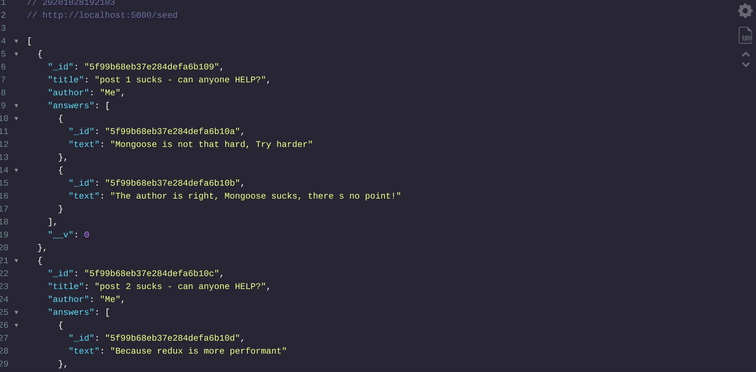 1 // 20201028192103
2 // http://localhost:5000/seed
3
4 [
5 {
6 "_id": "5f99b68eb37e284defa6b109",
7 "title": "post 1 sucks - can anyone HELP?",
8 "author": "Me",
9 "answers": [
10 {
11 "_id": "5f99b68eb37e284defa6b10a",
12 "text": "Mongoose is not that hard, Try harder"
13 },
14 {
15 "_id": "5f99b68eb37e284defa6b10b",
16 "text": "The author is right, Mongoose sucks, there s no point!"
17 }
18 ],
19 "__v": 0
20 },
21 {
22 "_id": "5f99b68eb37e284defa6b10c",
23 "title": "post 2 sucks - can anyone HELP?",
24 "author": "Me",
25 "answers": [
26 {
27 "_id": "5f99b68eb37e284defa6b10d",
28 "text": "Because redux is more performant"
29 },